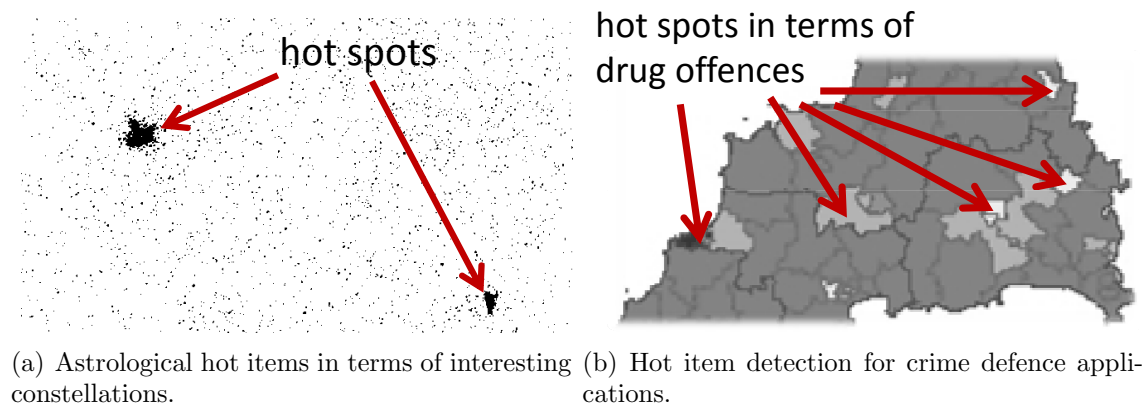 hot spots
hot spots in terms of
drug offences
(a) Astrological hot items in terms of interesting
constellations.
(b) Hot item detection for crime defence appli-
cations.